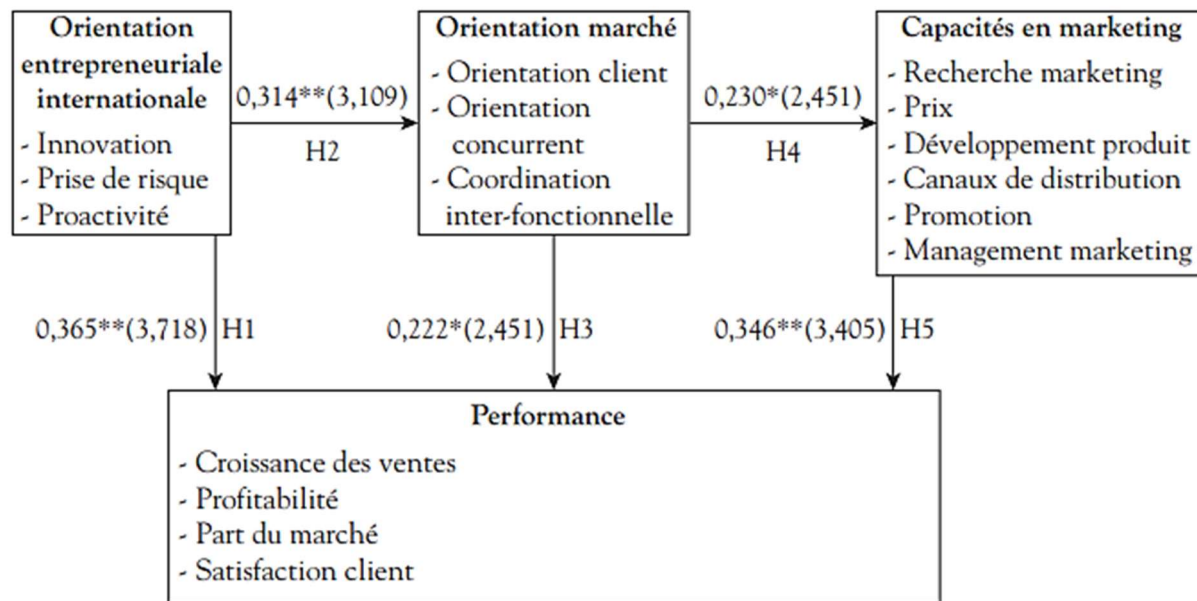 Orientation
entrepreneuriale
internationale
- Innovation
- Prise de risque
- Proactivité
0,314**(3,109)
H2
Orientation marché
- Orientation client
- Orientation
concurrent
- Coordination
inter-fonctionnelle
0,230*(2,451)
H4
Capacités en marketing
- Recherche marketing
- Prix
- Développement produit
- Canaux de distribution
- Promotion
- Management marketing
0,365**(3,718) H1
0,222*(2,451) H3
0,346**(3,405) H5
Performance
- Croissance des ventes
- Profitabilité
- Part du marché
- Satisfaction client